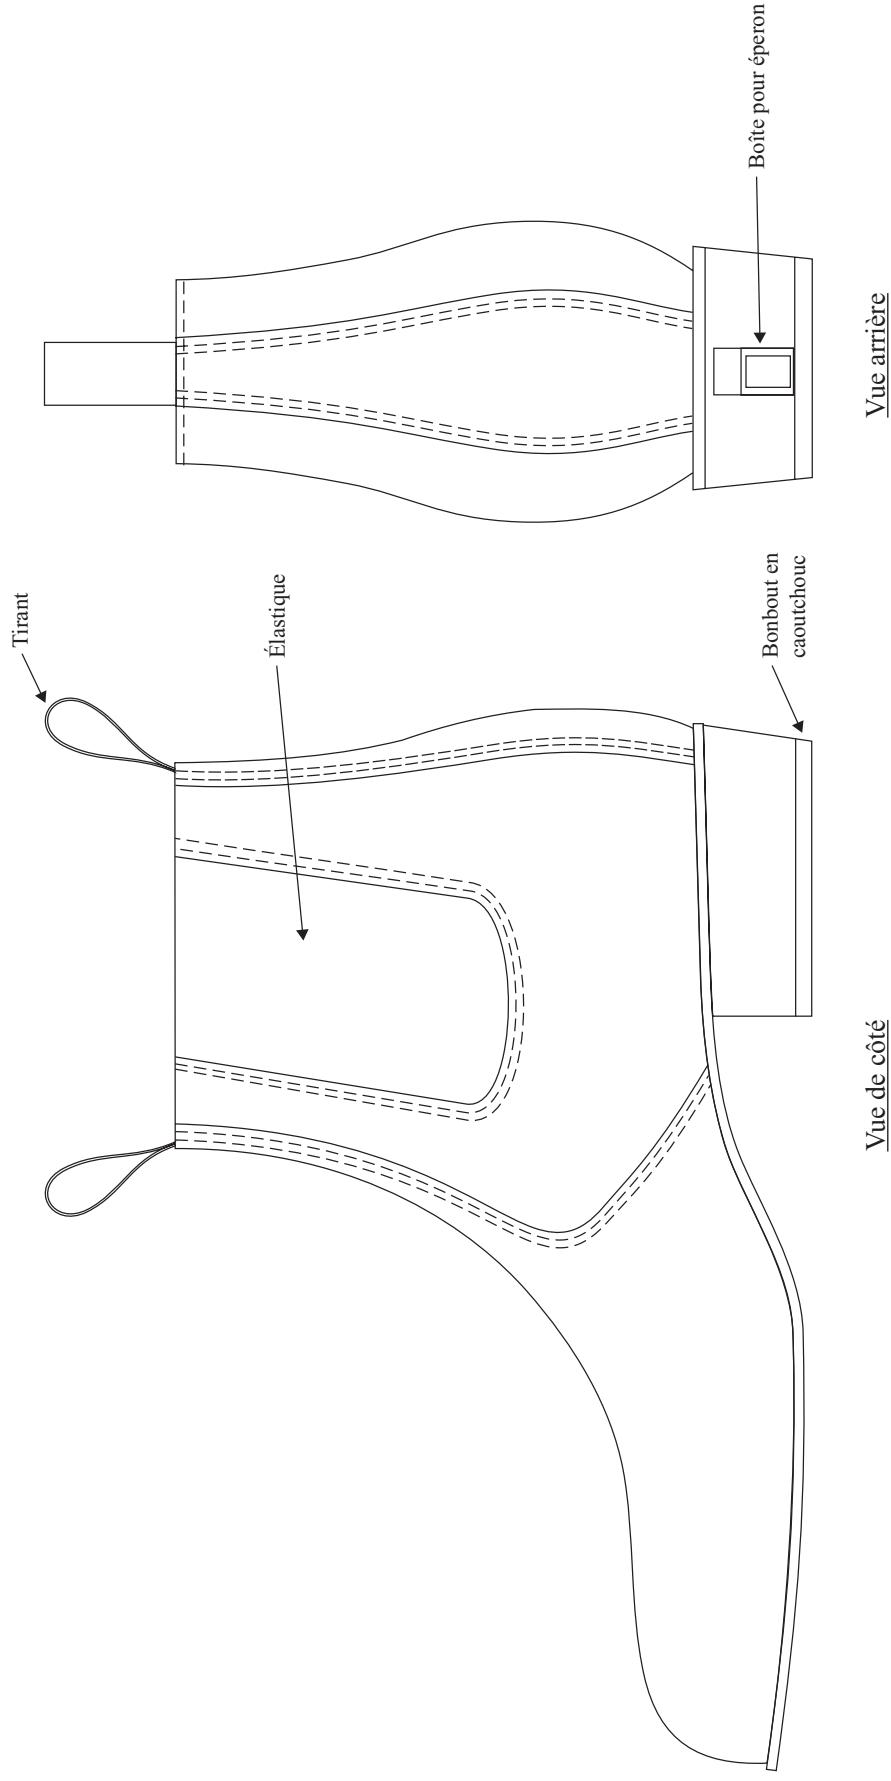 Tirant
Élastique
Bonbout en
caoutchouc
Boîte pour éperon
Vue de côté
Vue arrière